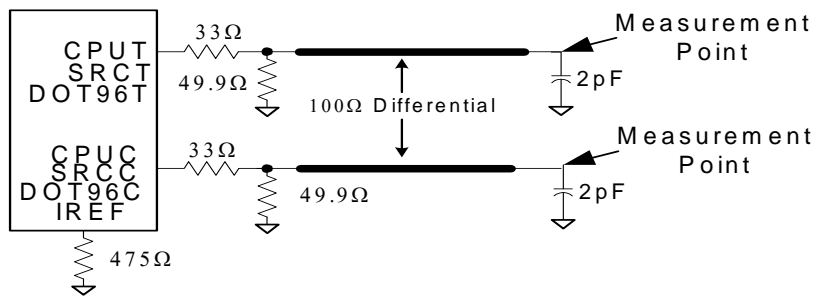 Measurement
Point
33Ω
CPUT
SRCT
DOT96T
49.9Ω
2pF
100Ω Differential
Measurement
Point
33Ω
CPUC
SRCC
DOT96C
IREF
49.9Ω
2pF
475Ω